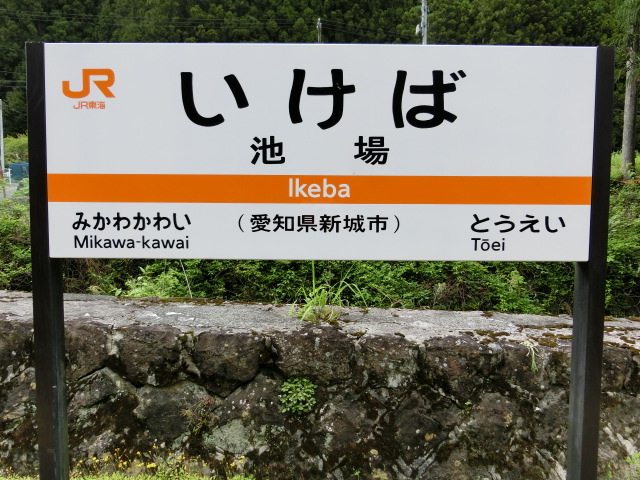 JR
JR東海
いけば
池場
Ikeba
みかわかわい
Mikawa-kawai
（愛知県新城市）
とうえい
Tōei